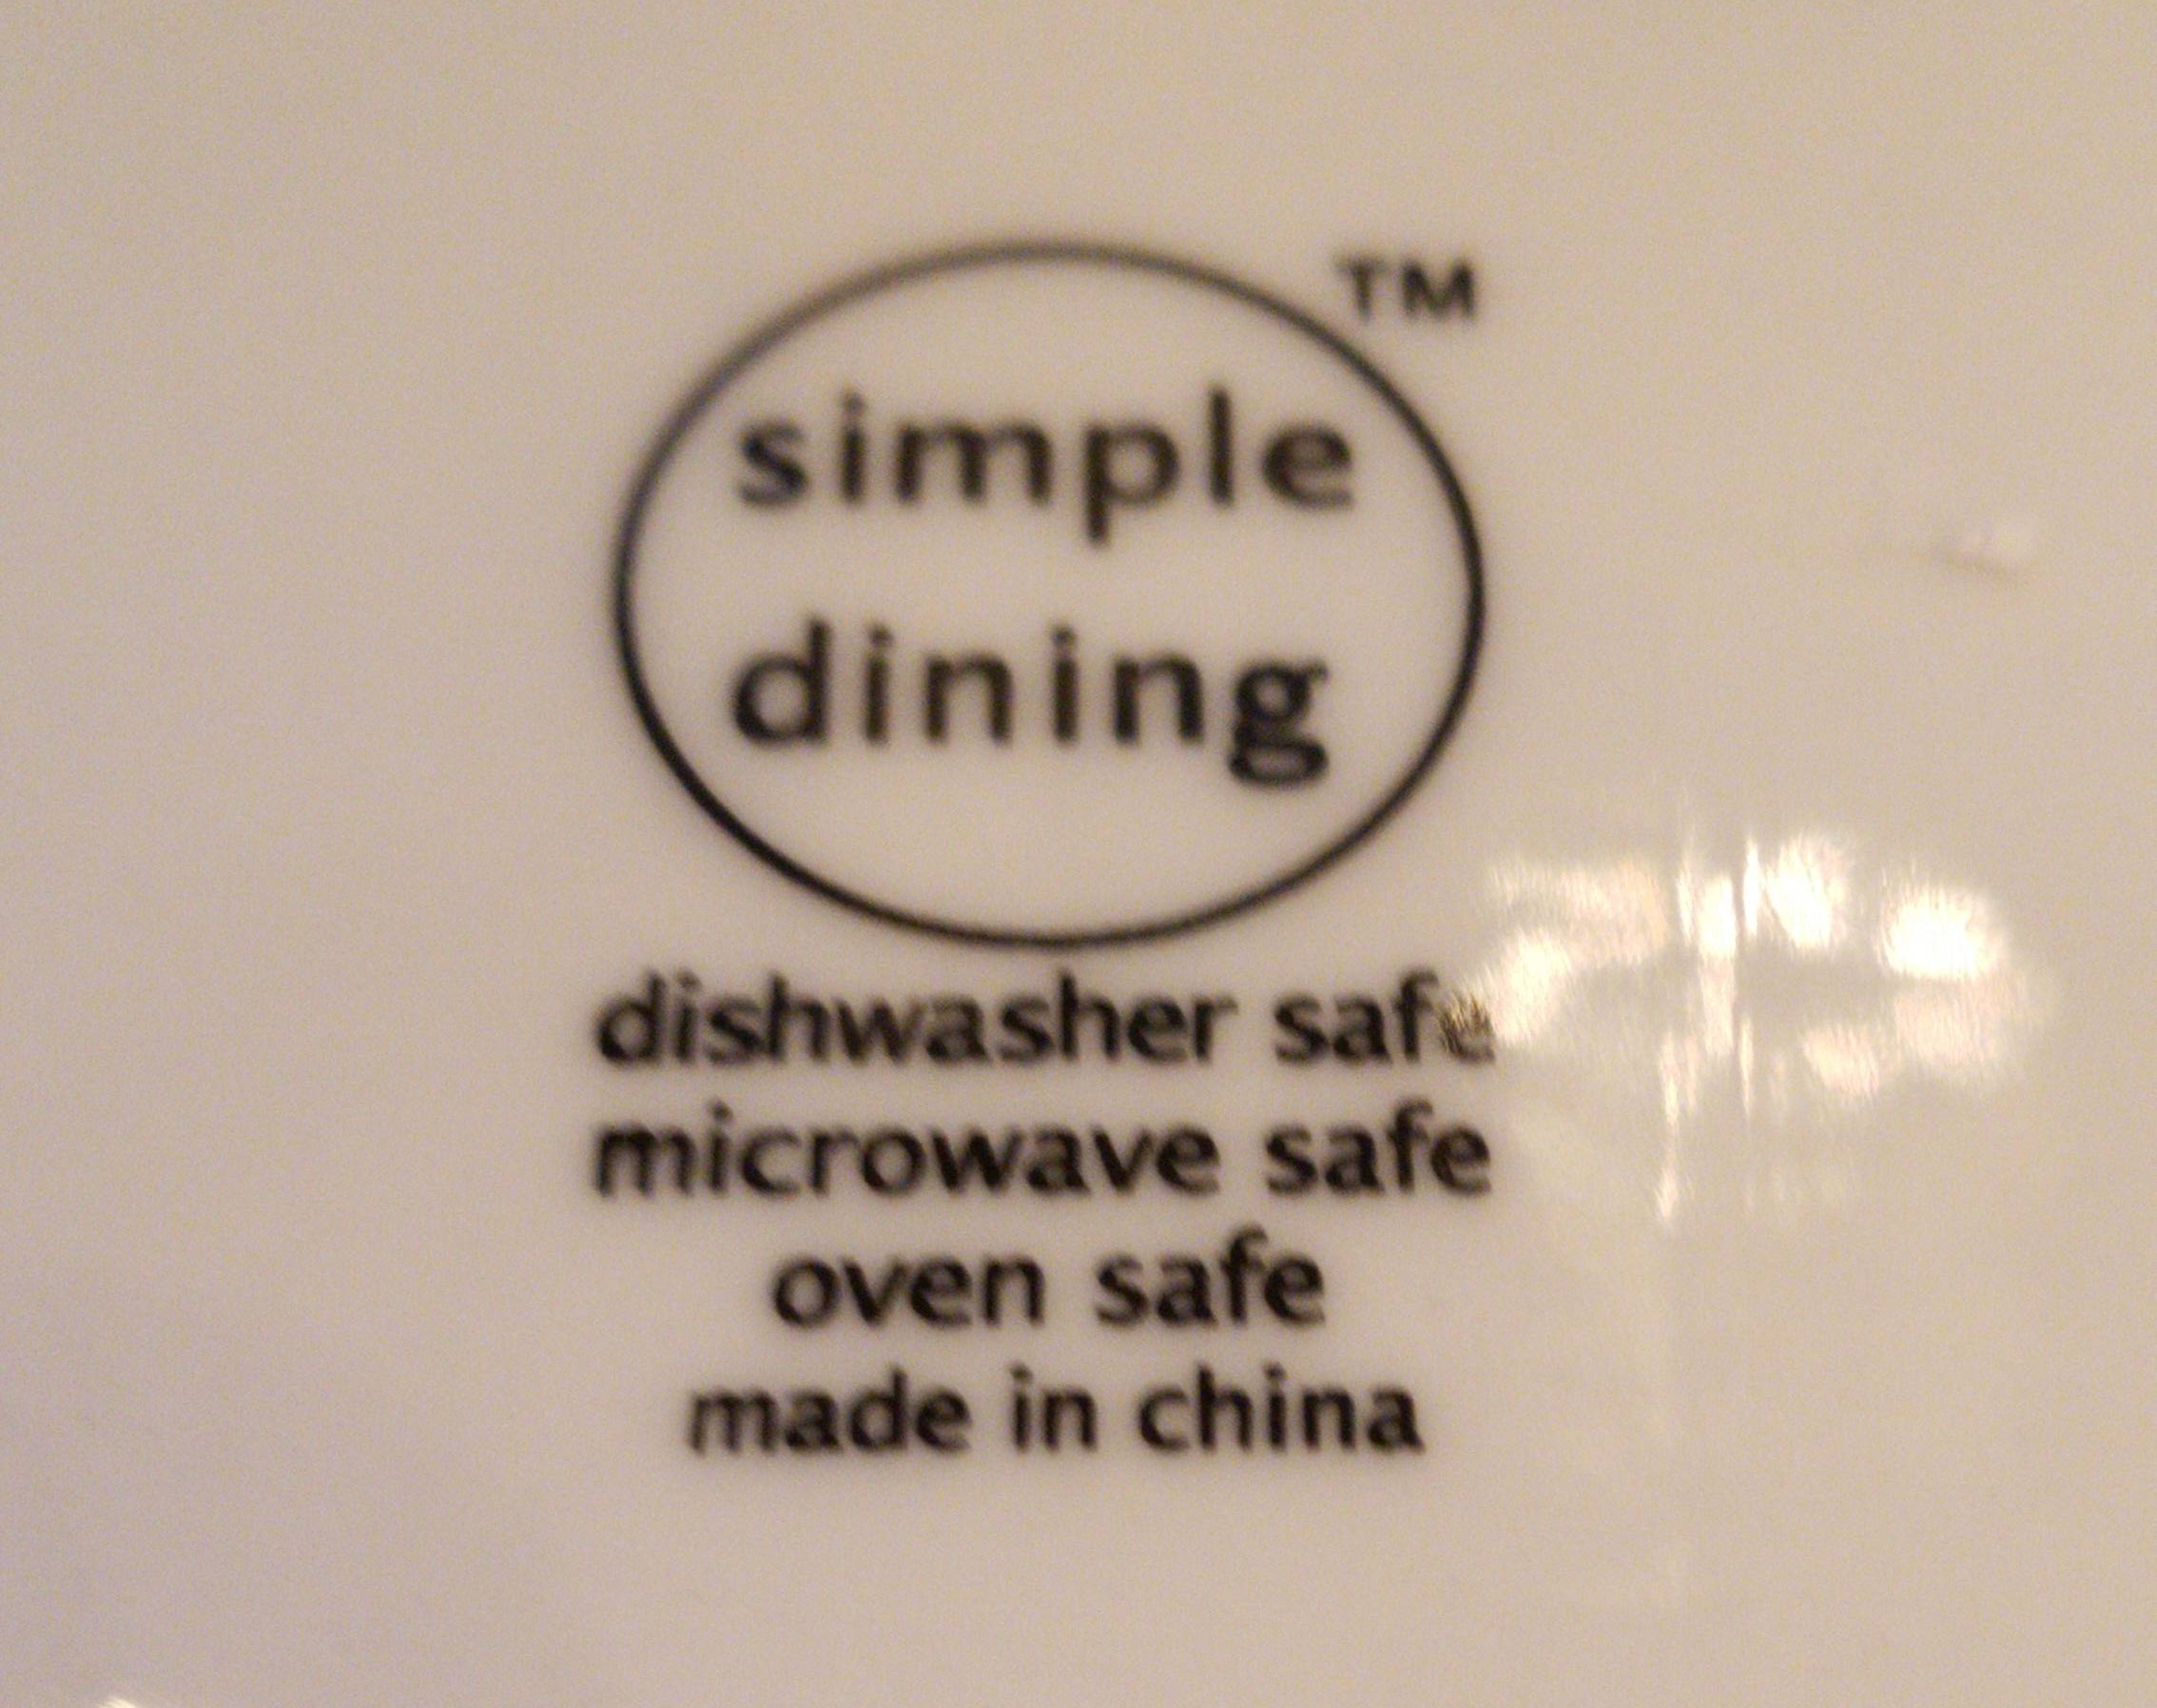 simple
dining
TM
dishwasher safe
microwave safe
oven safe
made in china